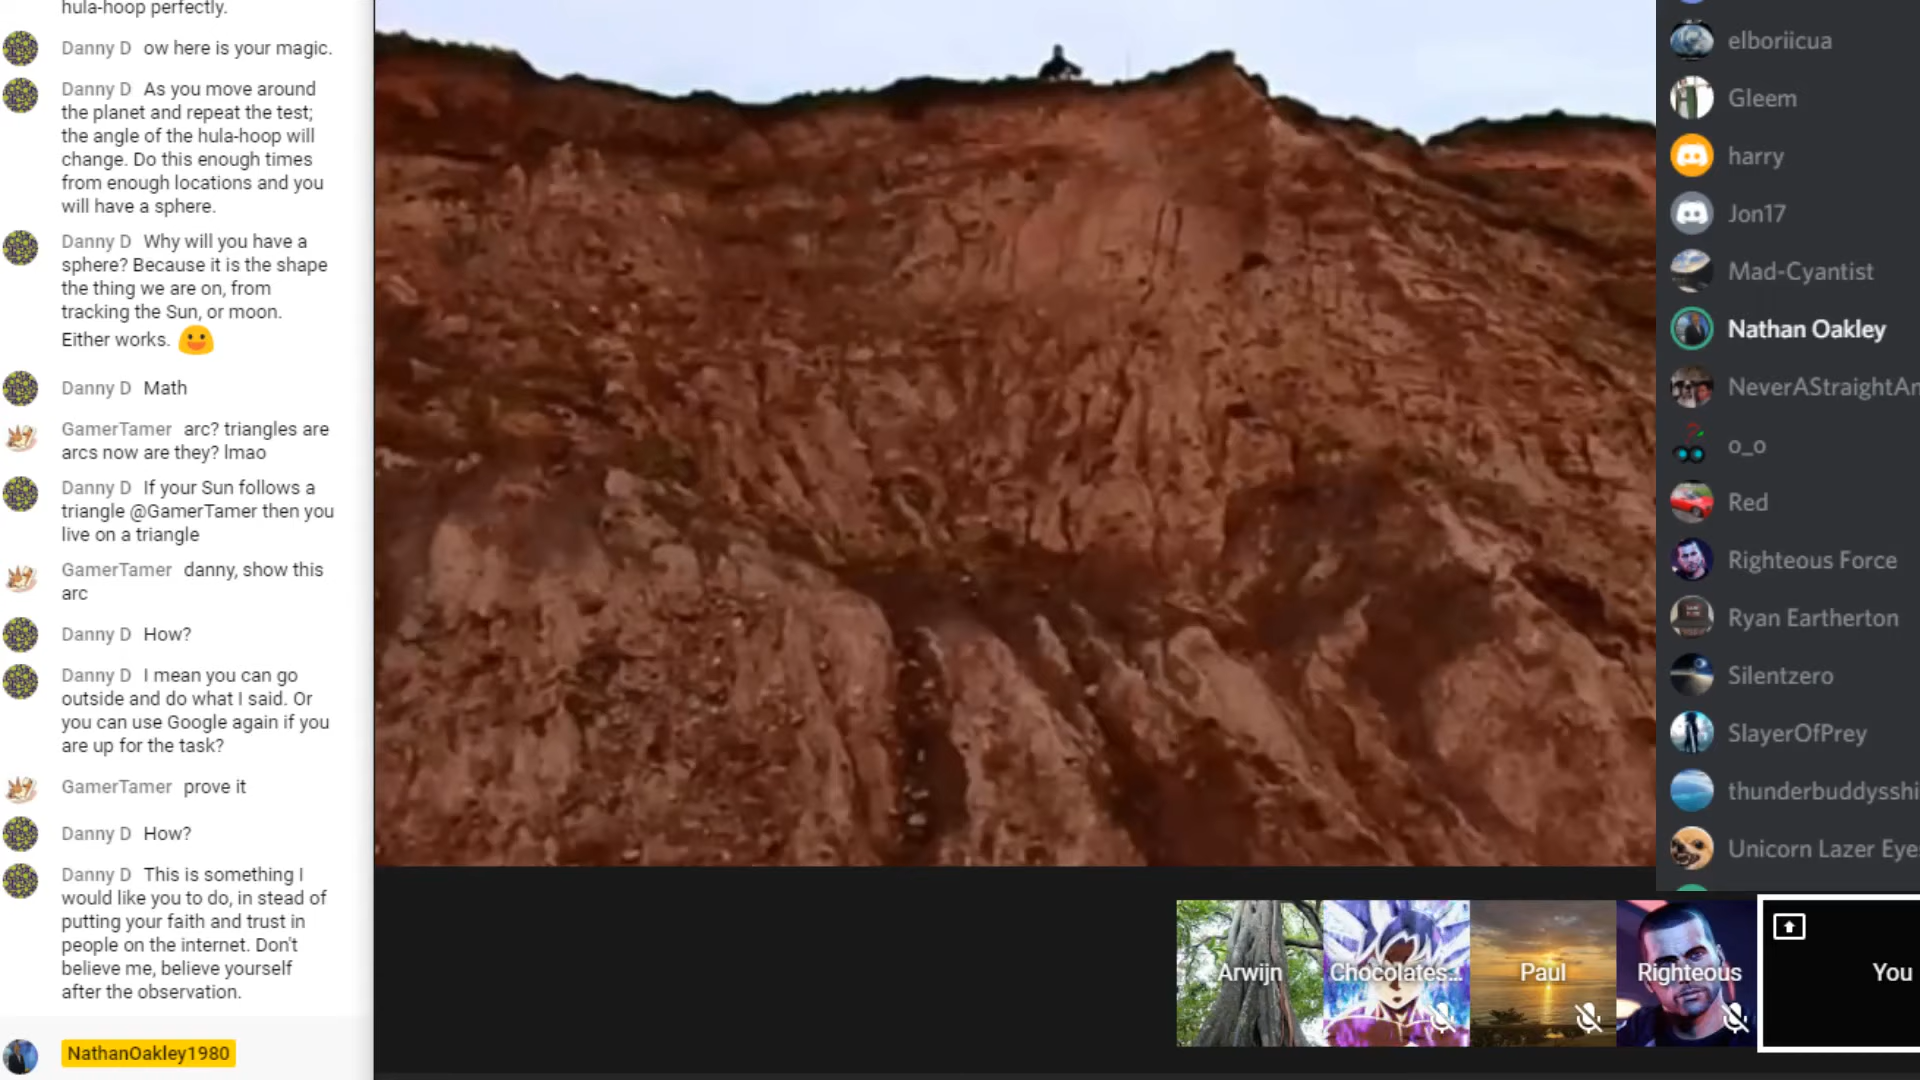 hula-hoop perfectly.
Danny D ow here is your magic.
Danny D As you move around
the planet and repeat the test;
the angle of the hula-hoop will
change. Do this enough times
from enough locations and you
will have a sphere.
Danny D Why will you have a
sphere? Because it is the shape
the thing we are on, from
tracking the Sun, or moon.
Either works.
Danny D Math
GamerTamer arc? triangles are
arcs now are they? lmao
Danny D If your Sun follows a
triangle @GamerTamer then you
live on a triangle
GamerTamer danny, show this
arc
Danny D How?
Danny D I mean you can go
outside and do what I said. Or
you can use Google again if you
are up for the task?
GamerTamer prove it
Danny D How?
Danny D This is something I
would like you to do, in stead of
putting your faith and trust in
people on the internet. Don't
believe me, believe yourself
after the observation.
NathanOakley1980
elboriicua
Gleem
harry
Jon17
Mad-Cyantist
Nathan Oakley
NeverAStraightAn
o_o
Red
Righteous Force
Ryan Eartherton
Silentzero
SlayerOfPrey
thunderbuddysshi
Unicorn Lazer Eye
Arwijn
Chocolates...
Paul
Righteous
You